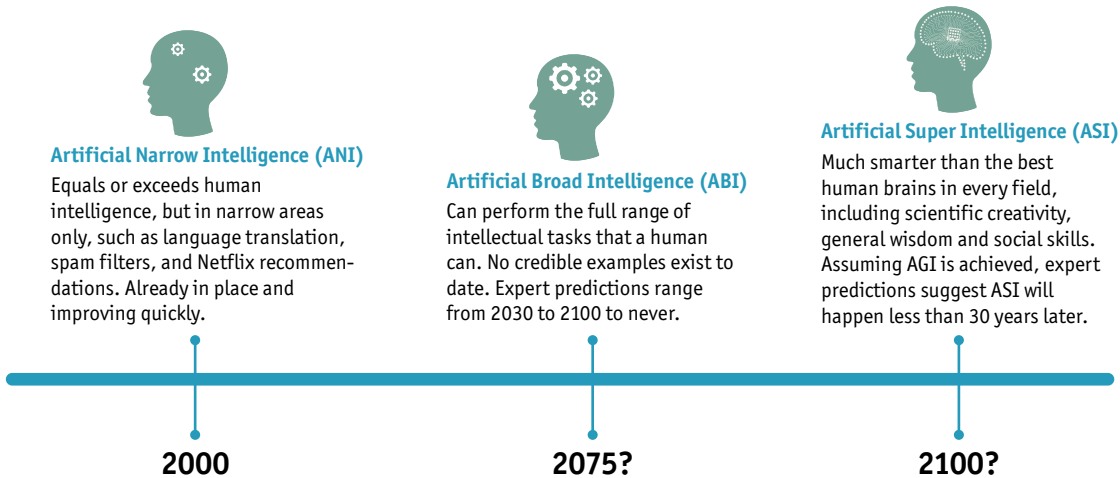 Artificial Narrow Intelligence (ANI)
Equals or exceeds human
intelligence, but in narrow areas
only, such as language translation,
spam filters, and Netflix recommen-
dations. Already in place and
improving quickly.
2000
Artificial Broad Intelligence (ABI)
Can perform the full range of
intellectual tasks that a human
can. No credible examples exist to
date. Expert predictions range
from 2030 to 2100 to never.
2075?
Artificial Super Intelligence (ASI)
Much smarter than the best
human brains in every field,
including scientific creativity,
general wisdom and social skills.
Assuming AGI is achieved, expert
predictions suggest ASI will
happen less than 30 years later.
2100?